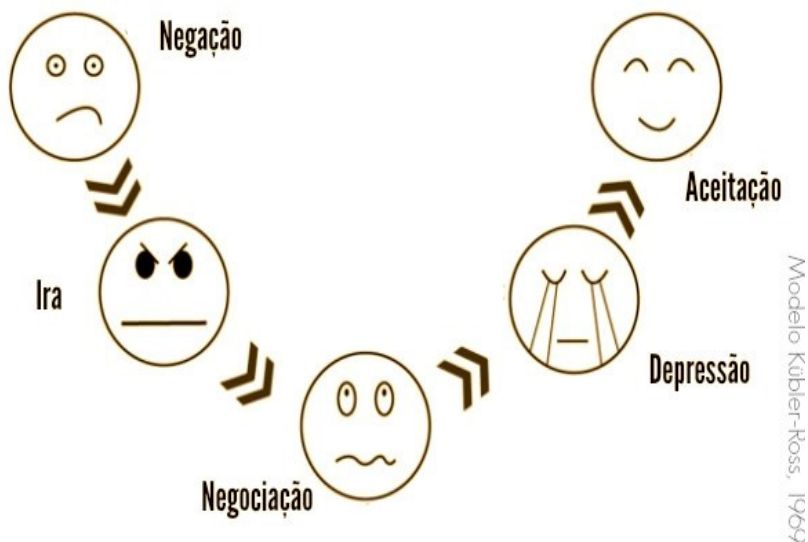 Negação
Ira
Negociação
Depressão
Aceitação
Modelo Kübler-Ross, 1969